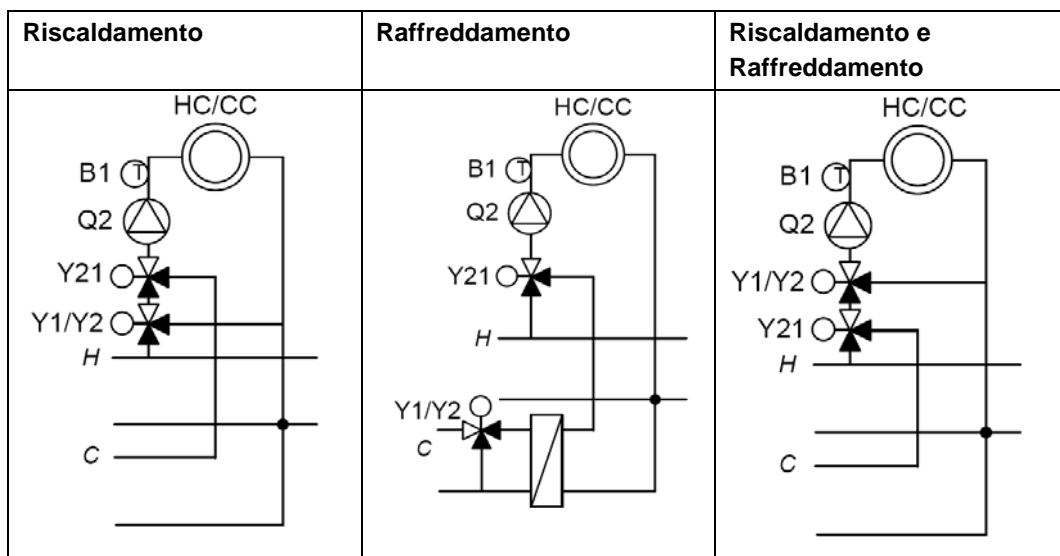 Riscaldamento
Raffreddamento
Riscaldamento e
Raffreddamento
HC/CC
B1 T
Q2
Y21
Y1/Y2
H
C
HC/CC
B1 T
Q2
Y21
H
Y1/Y2
C
HC/CC
B1 T
Q2
Y1/Y2
Y21
H
C